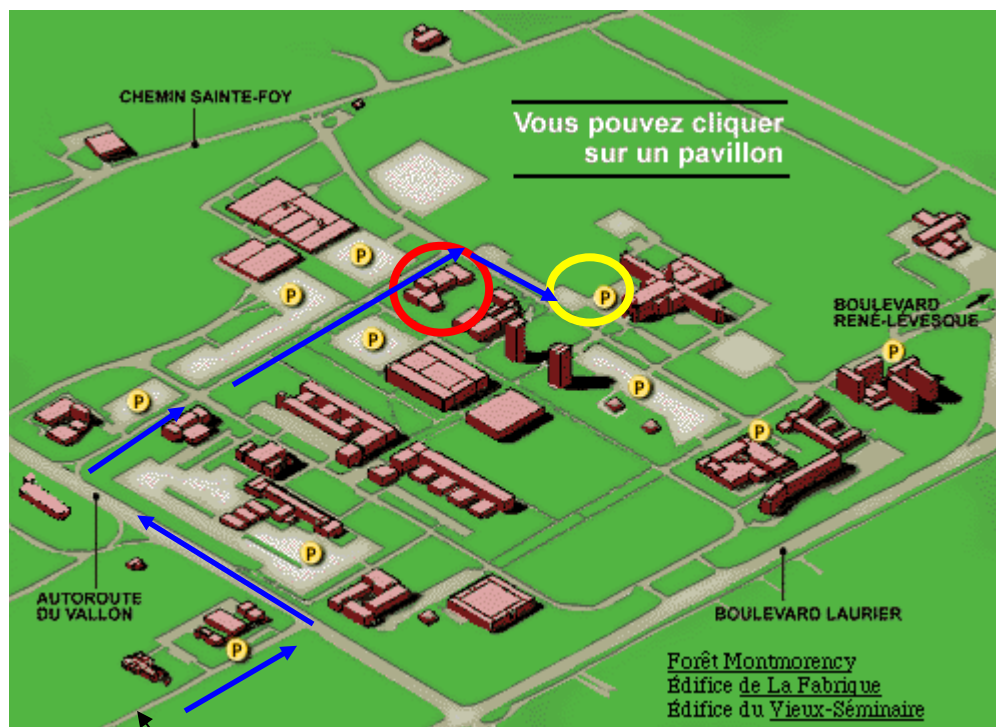 CHEMIN SAINTE-FOY
Vous pouvez cliquer
sur un pavillon
P
P
BOULEVARD
RENÉ-LÉVESQUE
P
P
P
P
P
P
P
AUTOROUTE
DU VALLON
BOULEVARD LAURIER
P
Forêt Montmorency
Édifice de La Fabrique
Édifice du Vieux-Séminaire